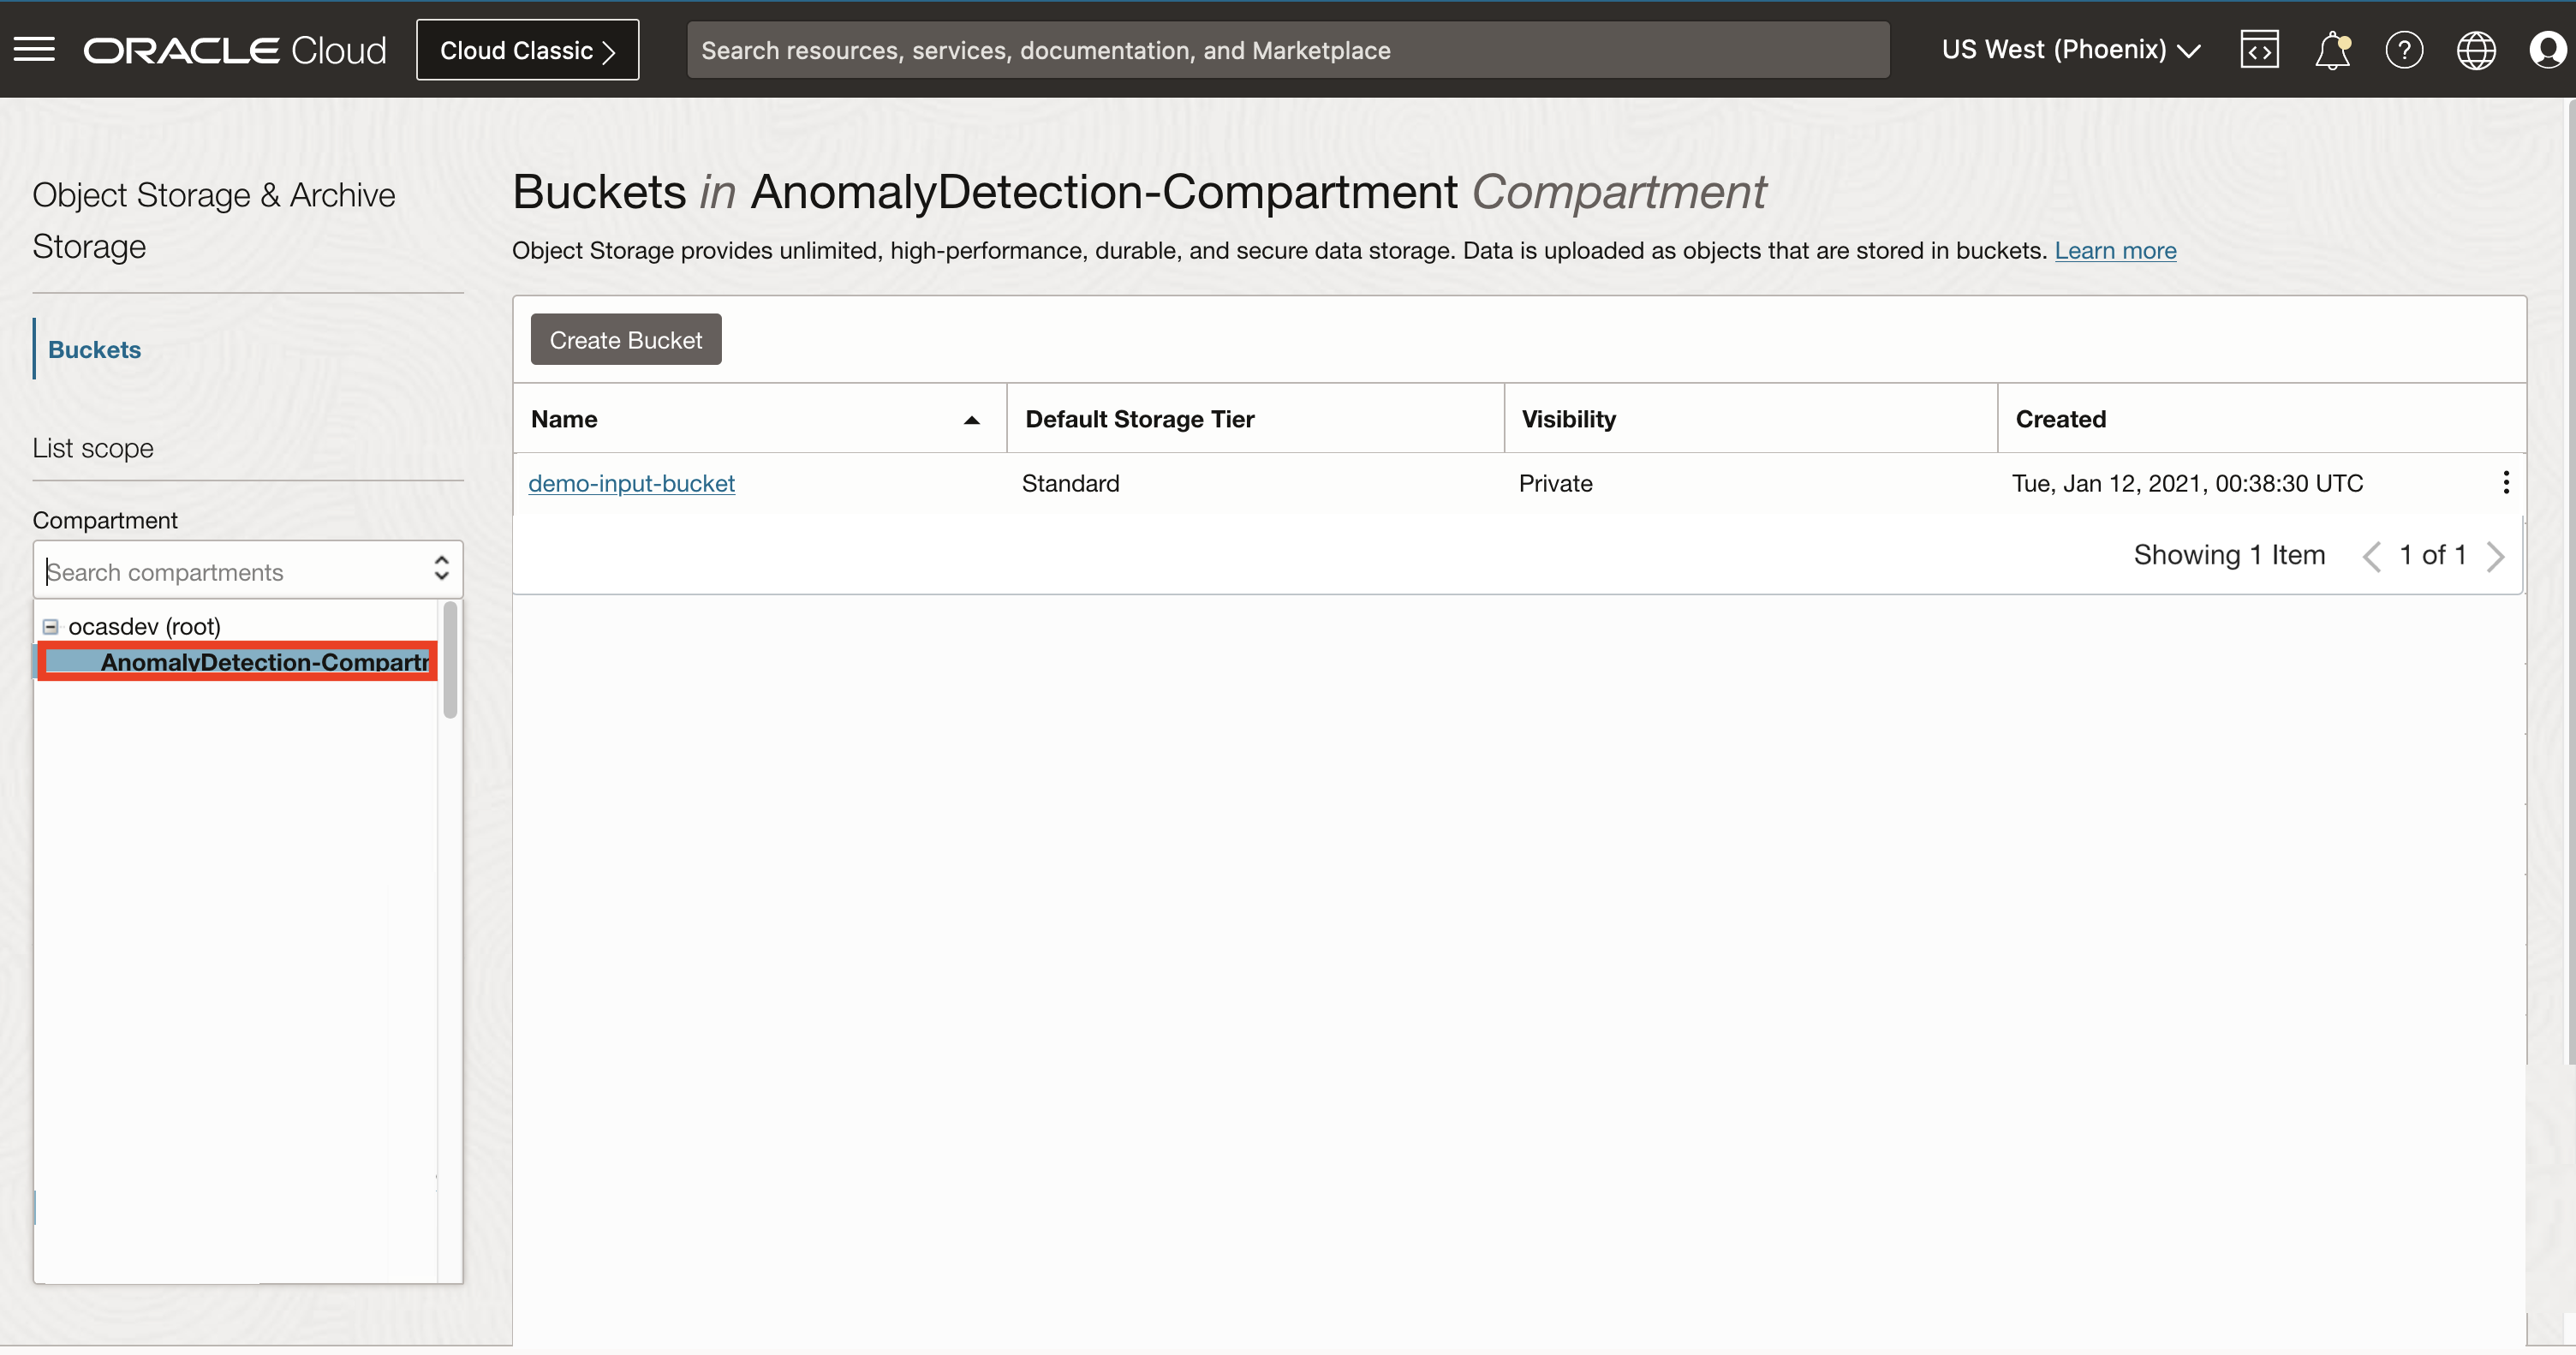 ORACLE Cloud
Cloud Classic
Search resources, services, documentation, and Marketplace
US West (Phoenix)
Object Storage & Archive
Storage
Buckets
List scope
Compartment
Search compartments
ocasdev (root)
AnomalyDetection-Compartr
Buckets in AnomalyDetection-Compartment Compartment
Object Storage provides unlimited, high-performance, durable, and secure data storage. Data is uploaded as objects that are stored in buckets. Learn more
Create Bucket
Name Default Storage Tier Visibility Created
demo-input-bucket Standard Private Tue, Jan 12, 2021, 00:38:30 UTC
Showing 1 Item 1 of 1